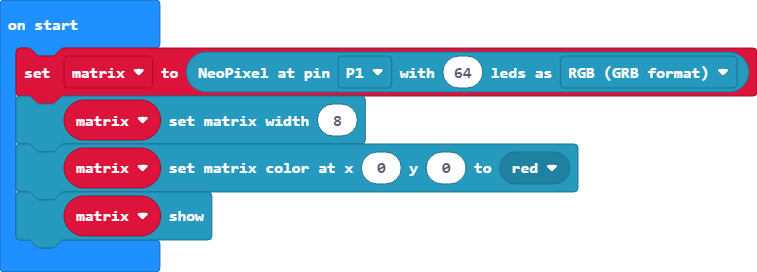 on start
set matrix to NeoPixel at pin P1 with 64 leds as RGB (GRB format)
matrix set matrix width 8
matrix set matrix color at x 0 y 0 to red
matrix show